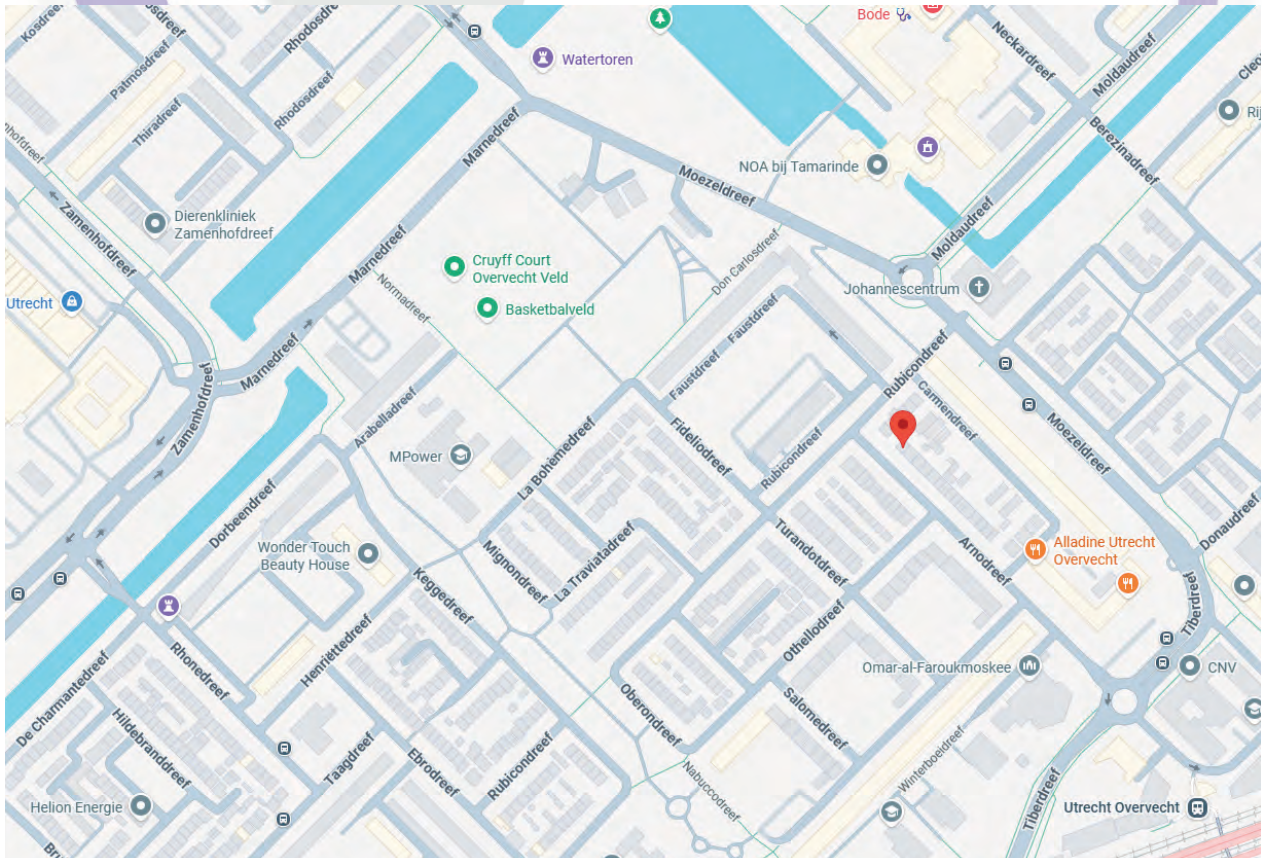 Kosdreef
Patmosdreef
Thiradreef
Rhodosdreef
Rhodosdreef
Watertoren
Bode
Neckardreef
Moldaudreef
Berezinadreef
Marnedreef
Moezeldreef
NOA bij Tamarinde
Zamenhofdreef
Dierenkliniek
Zamenhofdreef
Marnedreef
Cruyff Court
Overvecht Veld
Basketbalveld
Normadreef
Don Carlosdreef
Moldaudreef
Johannescentrum
Utrecht
Marnedreef
Zamenhofdreef
Faustdreef
Faustdreef
Rubicondreef
Carmendreef
Arabelladreef
MPower
La Bohèmedreef
Fideliodreef
Rubicondreef
Moezeldreef
Dorbeendreef
Wonder Touch
Beauty House
Mignondreef
La Traviatadreef
Turandotdreef
Arnodreef
Alladine Utrecht
Overvecht
Donaudreef
Keggedreef
Tiberdreef
Rhonedreef
Henriëttedreef
Othellodreef
Omar-al-Faroukmoskee
CNV
De Charmantedreef
Hildebranddreef
Oberondreef
Salomedreef
Taagdreef
Ebrodreef
Rubicondreef
Nabuccodreef
Winterboeidreef
Tiberdreef
Utrecht Overvecht
Helion Energie